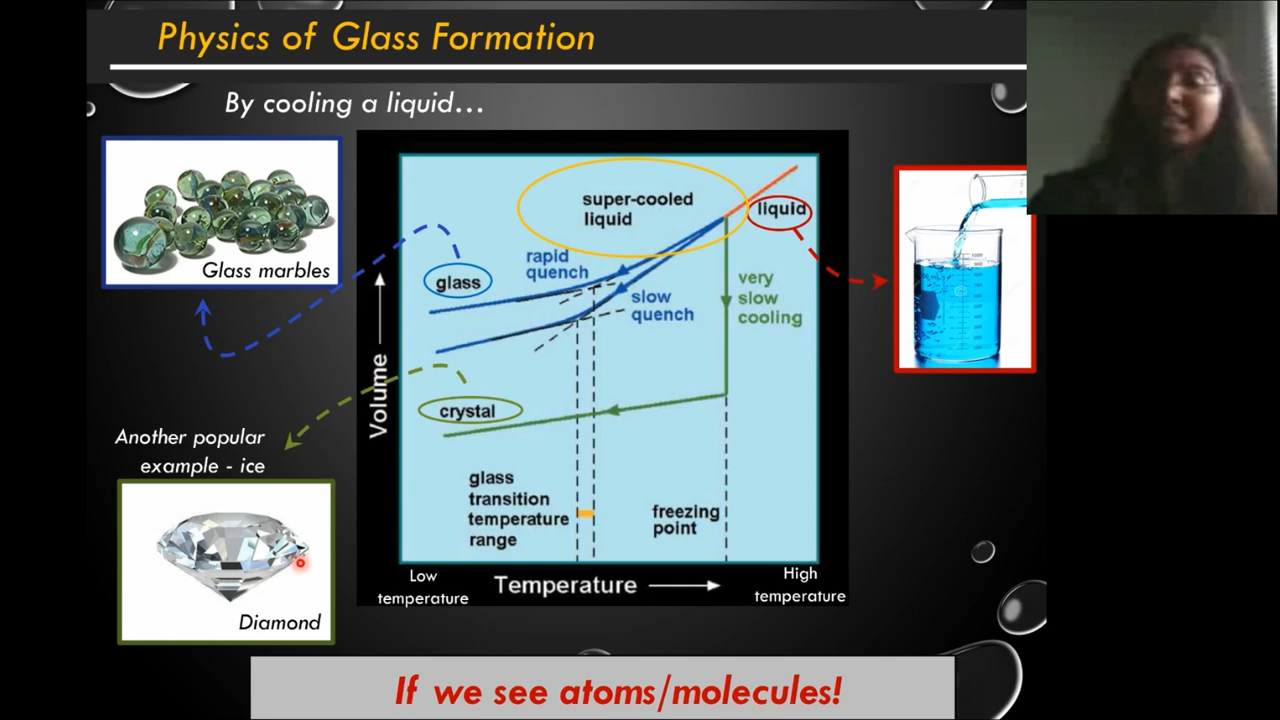 Physics of Glass Formation
By cooling a liquid...
Glass marbles
super-cooled
liquid
liquid
rapid
quench
glass
slow
quench
very
slow
cooling
Volume
crystal
Another popular
example - ice
Diamond
glass
transition
temperature
range
freezing
point
Low
temperature
Temperature
High
temperature
If we see atoms/molecules!